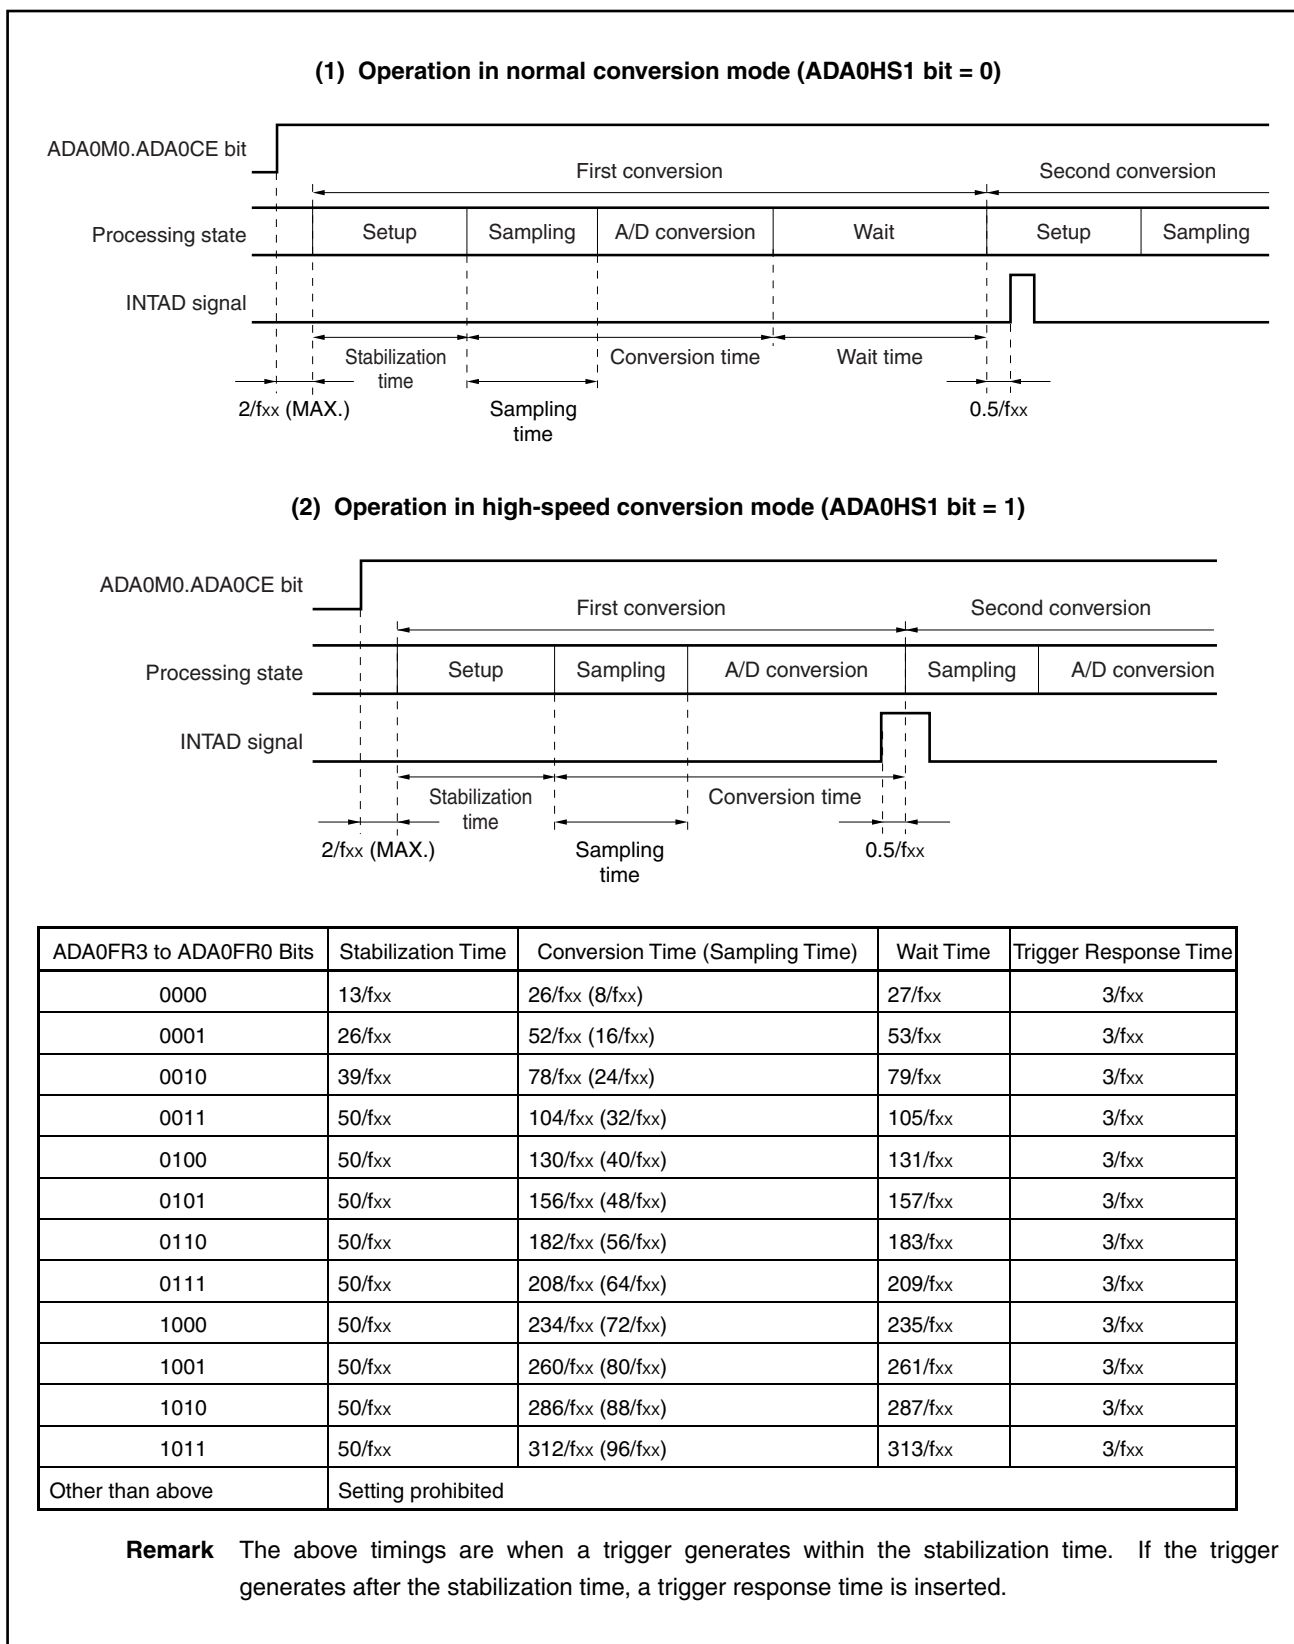 (1) Operation in normal conversion mode (ADA0HS1 bit = 0)
ADA0M0.ADA0CE bit
First conversion
Second conversion
Processing state
Setup
Sampling
A/D conversion
Wait
Setup
Sampling
INTAD signal
Stabilization
time
Conversion time
Wait time
2/fxx (MAX.)
Sampling
time
0.5/fxx
(2) Operation in high-speed conversion mode (ADA0HS1 bit = 1)
ADA0M0.ADA0CE bit
First conversion
Second conversion
Processing state
Setup
Sampling
A/D conversion
Sampling
A/D conversion
INTAD signal
Stabilization
time
Conversion time
2/fxx (MAX.)
Sampling
time
0.5/fxx
ADA0FR3 to ADA0FR0 Bits Stabilization Time Conversion Time (Sampling Time) Wait Time Trigger Response Time
0000 13/fxx 26/fxx (8/fxx) 27/fxx 3/fxx
0001 26/fxx 52/fxx (16/fxx) 53/fxx 3/fxx
0010 39/fxx 78/fxx (24/fxx) 79/fxx 3/fxx
0011 50/fxx 104/fxx (32/fxx) 105/fxx 3/fxx
0100 50/fxx 130/fxx (40/fxx) 131/fxx 3/fxx
0101 50/fxx 156/fxx (48/fxx) 157/fxx 3/fxx
0110 50/fxx 182/fxx (56/fxx) 183/fxx 3/fxx
0111 50/fxx 208/fxx (64/fxx) 209/fxx 3/fxx
1000 50/fxx 234/fxx (72/fxx) 235/fxx 3/fxx
1001 50/fxx 260/fxx (80/fxx) 261/fxx 3/fxx
1010 50/fxx 286/fxx (88/fxx) 287/fxx 3/fxx
1011 50/fxx 312/fxx (96/fxx) 313/fxx 3/fxx
Other than above Setting prohibited
Remark The above timings are when a trigger generates within the stabilization time. If the trigger
generates after the stabilization time, a trigger response time is inserted.